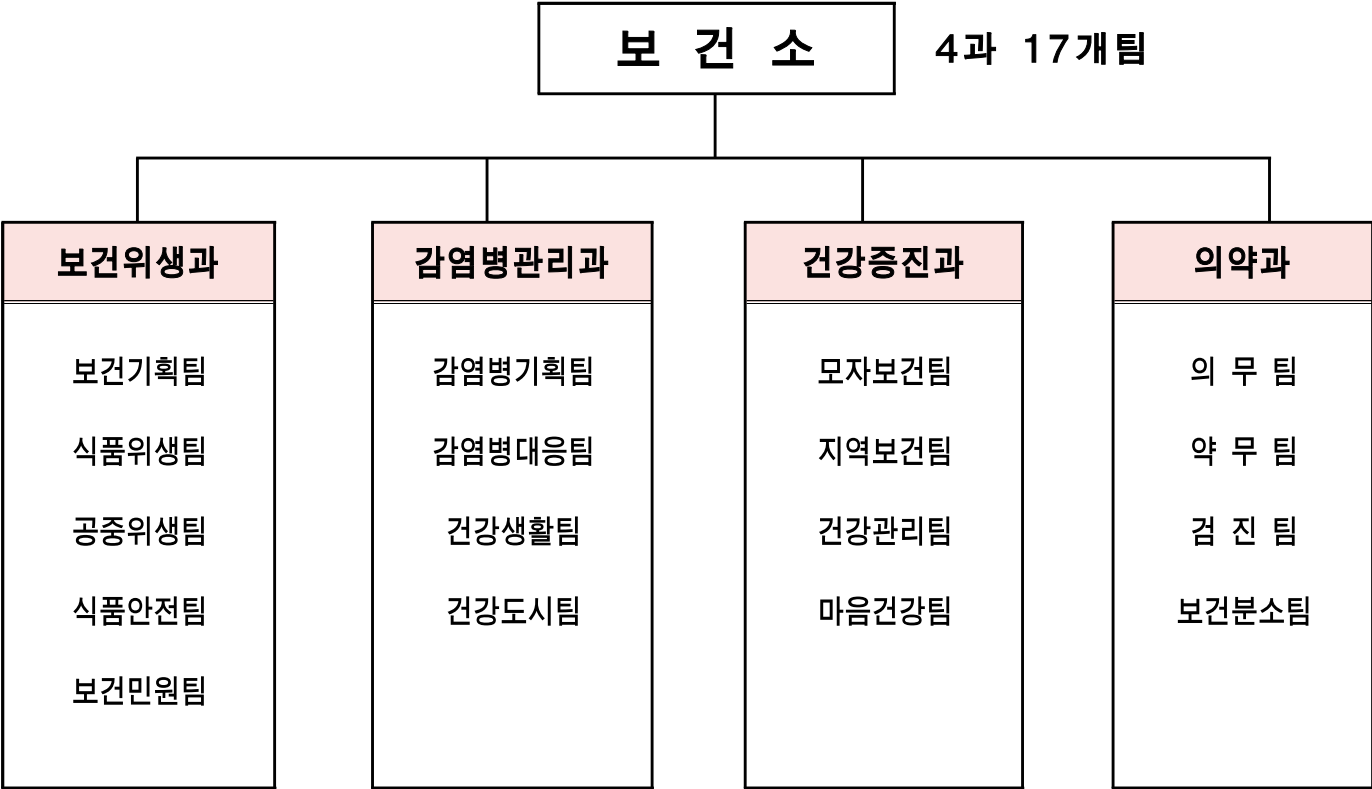 보 건 소
4과 17개팀
보건위생과
보건기획팀
식품위생팀
공중위생팀
식품안전팀
보건민원팀
감염병관리과
감염병기획팀
감염병대응팀
건강생활팀
건강도시팀
건강증진과
모자보건팀
지역보건팀
건강관리팀
마음건강팀
의약과
의 무 팀
약 무 팀
검 진 팀
보건분소팀